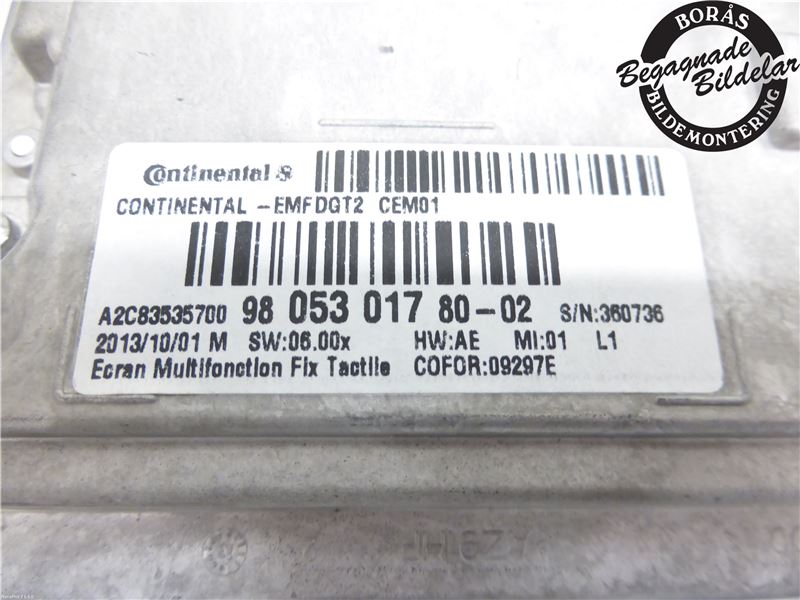 BORÅS
Begagnade
Bildelar
BILDEMONTERING
Continental
CONTINENTAL -EMFDGT2 CEM01
A2C83535700 98 053 017 80-02 S/N:360736
2013/10/01 M SW:06.00x HW:AE MI:01 L1
Ecran Multifonction Fix Tactile COFOR:09297E